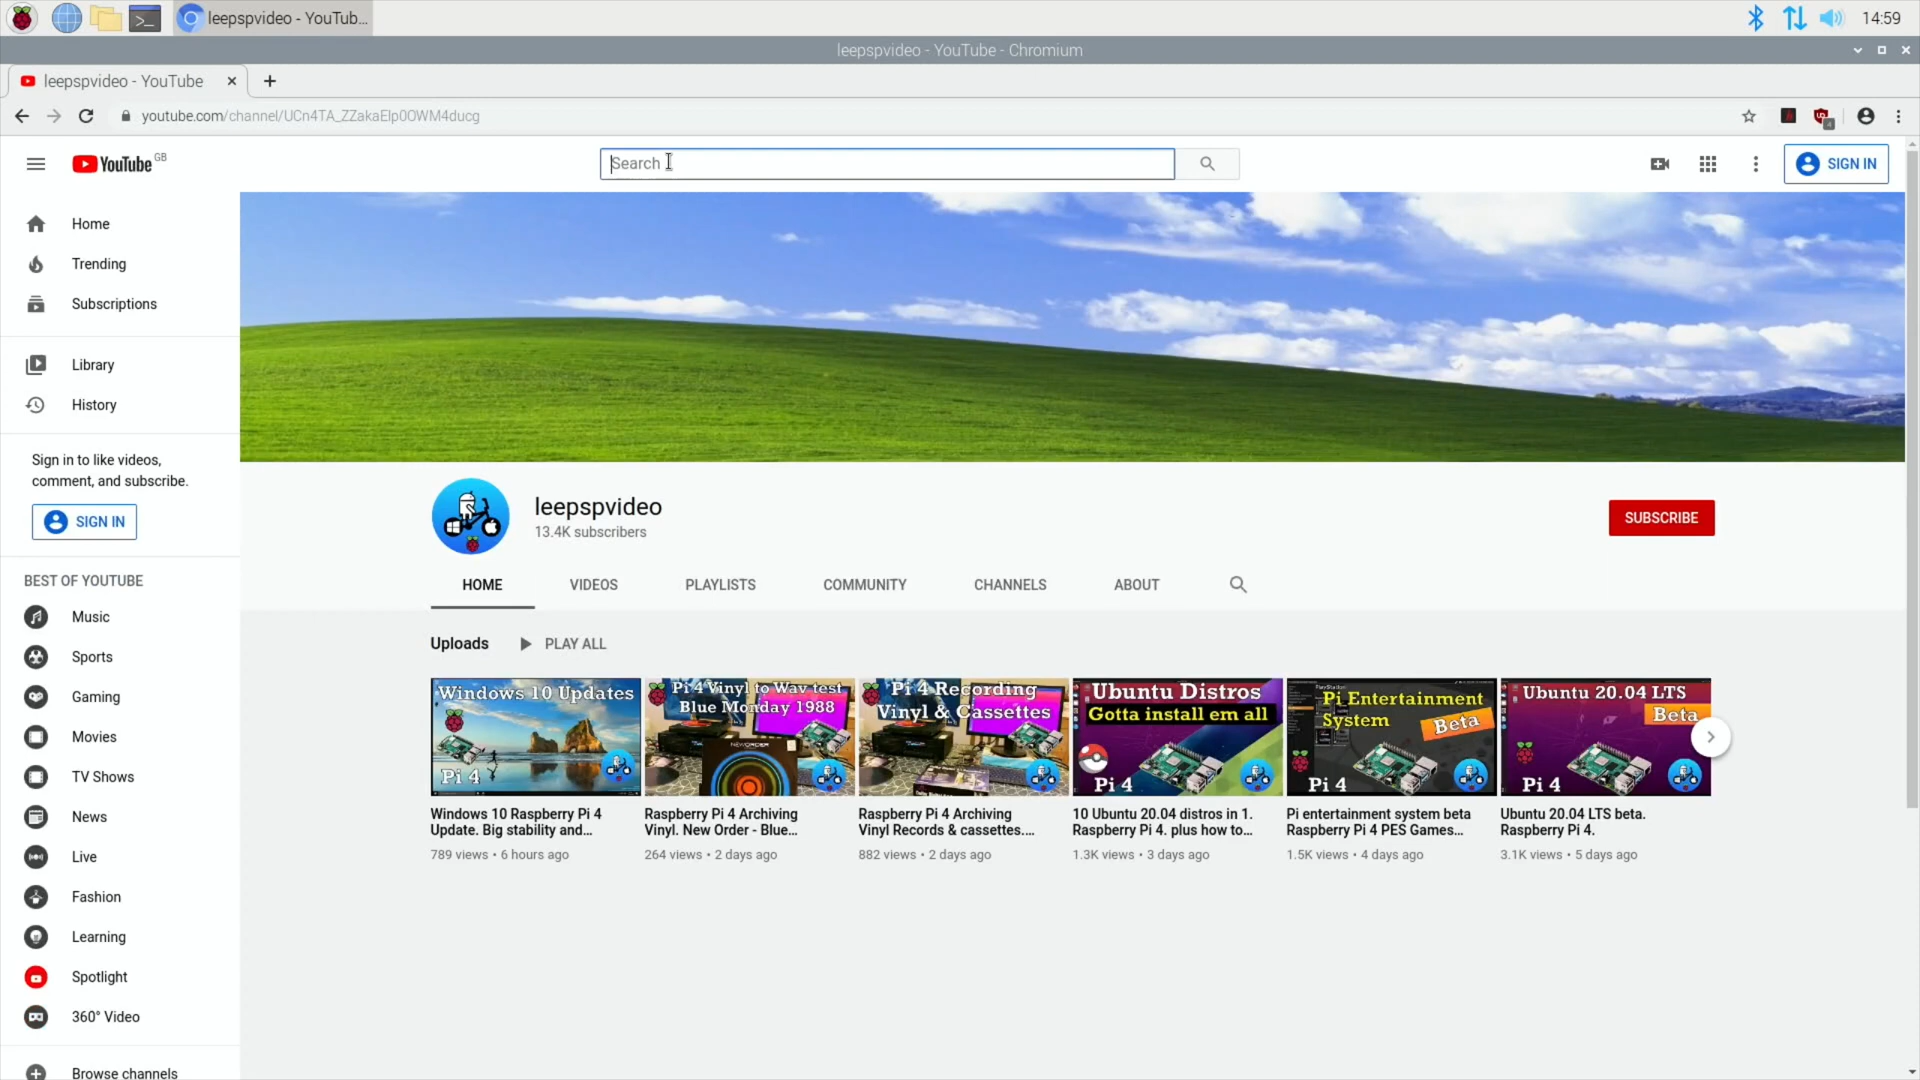 leepspvideo - YouTub...
14:59
leepspvideo - YouTube - Chromium
leepspvideo - YouTube
youtube.com/channel/UCn4TA_ZZakaElp0OWM4ducg
YouTube GB
Search
SIGN IN
Home
Trending
Subscriptions
Library
History
Sign in to like videos,
comment, and subscribe.
SIGN IN
BEST OF YOUTUBE
Music
Sports
Gaming
Movies
TV Shows
News
Live
Fashion
Learning
Spotlight
360° Video
Browse channels
leepspvideo
13.4K subscribers
SUBSCRIBE
HOME VIDEOS PLAYLISTS COMMUNITY CHANNELS ABOUT
Uploads PLAY ALL
Windows 10 Updates
Pi 4
Windows 10 Raspberry Pi 4
Update. Big stability and...
789 views • 6 hours ago
Pi 4 Vinyl to Wav test
Blue Monday 1988
NEWORDER
Raspberry Pi 4 Archiving
Vinyl. New Order - Blue...
264 views • 2 days ago
Pi 4 Recording
Vinyl & Cassettes
Raspberry Pi 4 Archiving
Vinyl Records & cassettes....
882 views • 2 days ago
Ubuntu Distros
Gotta install em all
Pi 4
10 Ubuntu 20.04 distros in 1.
Raspberry Pi 4. plus how to...
1.3K views • 3 days ago
Pi Entertainment
System
Beta
Pi 4
Pi entertainment system beta
Raspberry Pi 4 PES Games...
1.5K views • 4 days ago
Ubuntu 20.04 LTS
Beta
Pi 4
Ubuntu 20.04 LTS beta.
Raspberry Pi 4.
3.1K views • 5 days ago